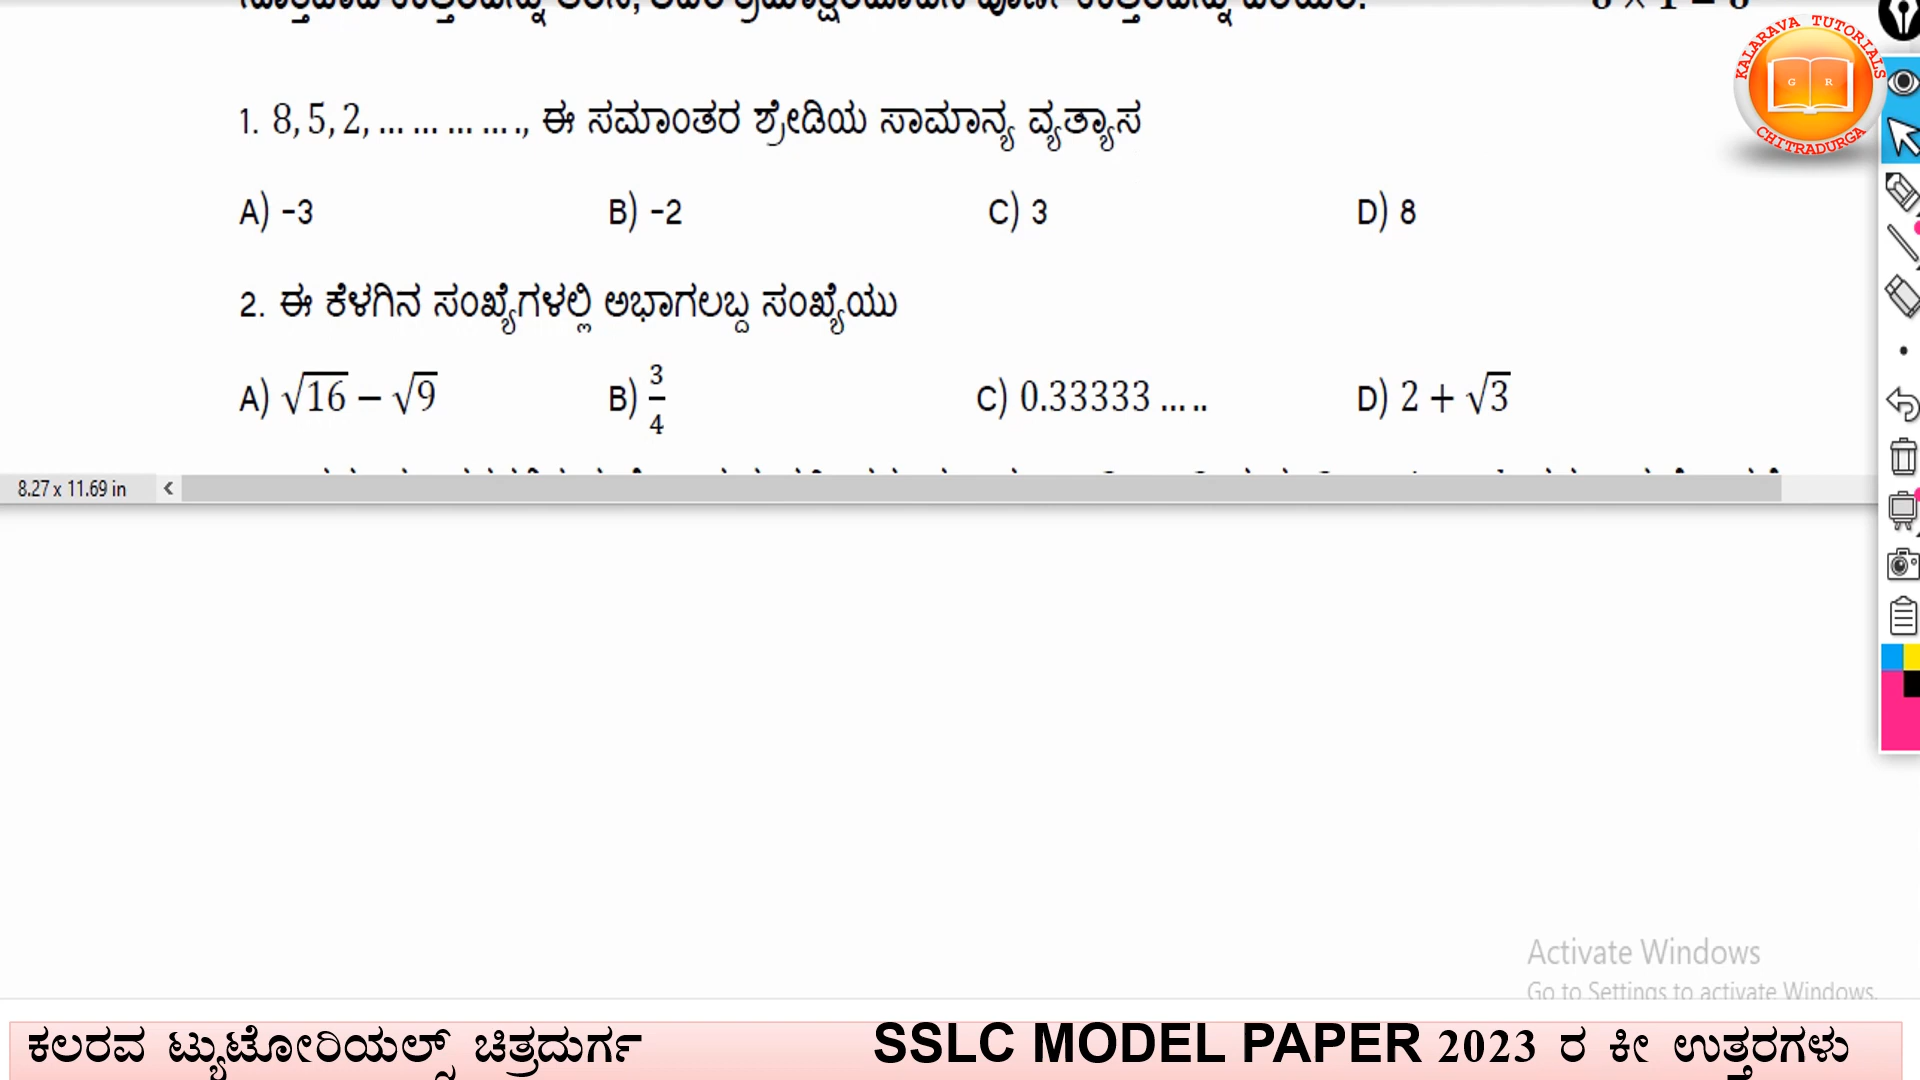 KALARAVA TUTORIALS
G R
CHITRADURGA
1. 8, 5, 2, ... ... ... ... ., ಈ ಸಮಾಂತರ ಶ್ರೇಡಿಯ ಸಾಮಾನ್ಯ ವ್ಯತ್ಯಾಸ
A) -3 B) -2 C) 3 D) 8
2. ಈ ಕೆಳಗಿನ ಸಂಖ್ಯೆಗಳಲ್ಲಿ ಅಭಾಗಲಬ್ದ ಸಂಖ್ಯೆಯು
A) √16 − √9 B) 3/4 C) 0.33333 ... .. D) 2 + √3
8.27 x 11.69 in
Activate Windows
Go to Settings to activate Windows.
ಕಲರವ ಟ್ಯುಟೋರಿಯಲ್ಸ್ ಚಿತ್ರದುರ್ಗ SSLC MODEL PAPER 2023 ರ ಕೀ ಉತ್ತರಗಳು